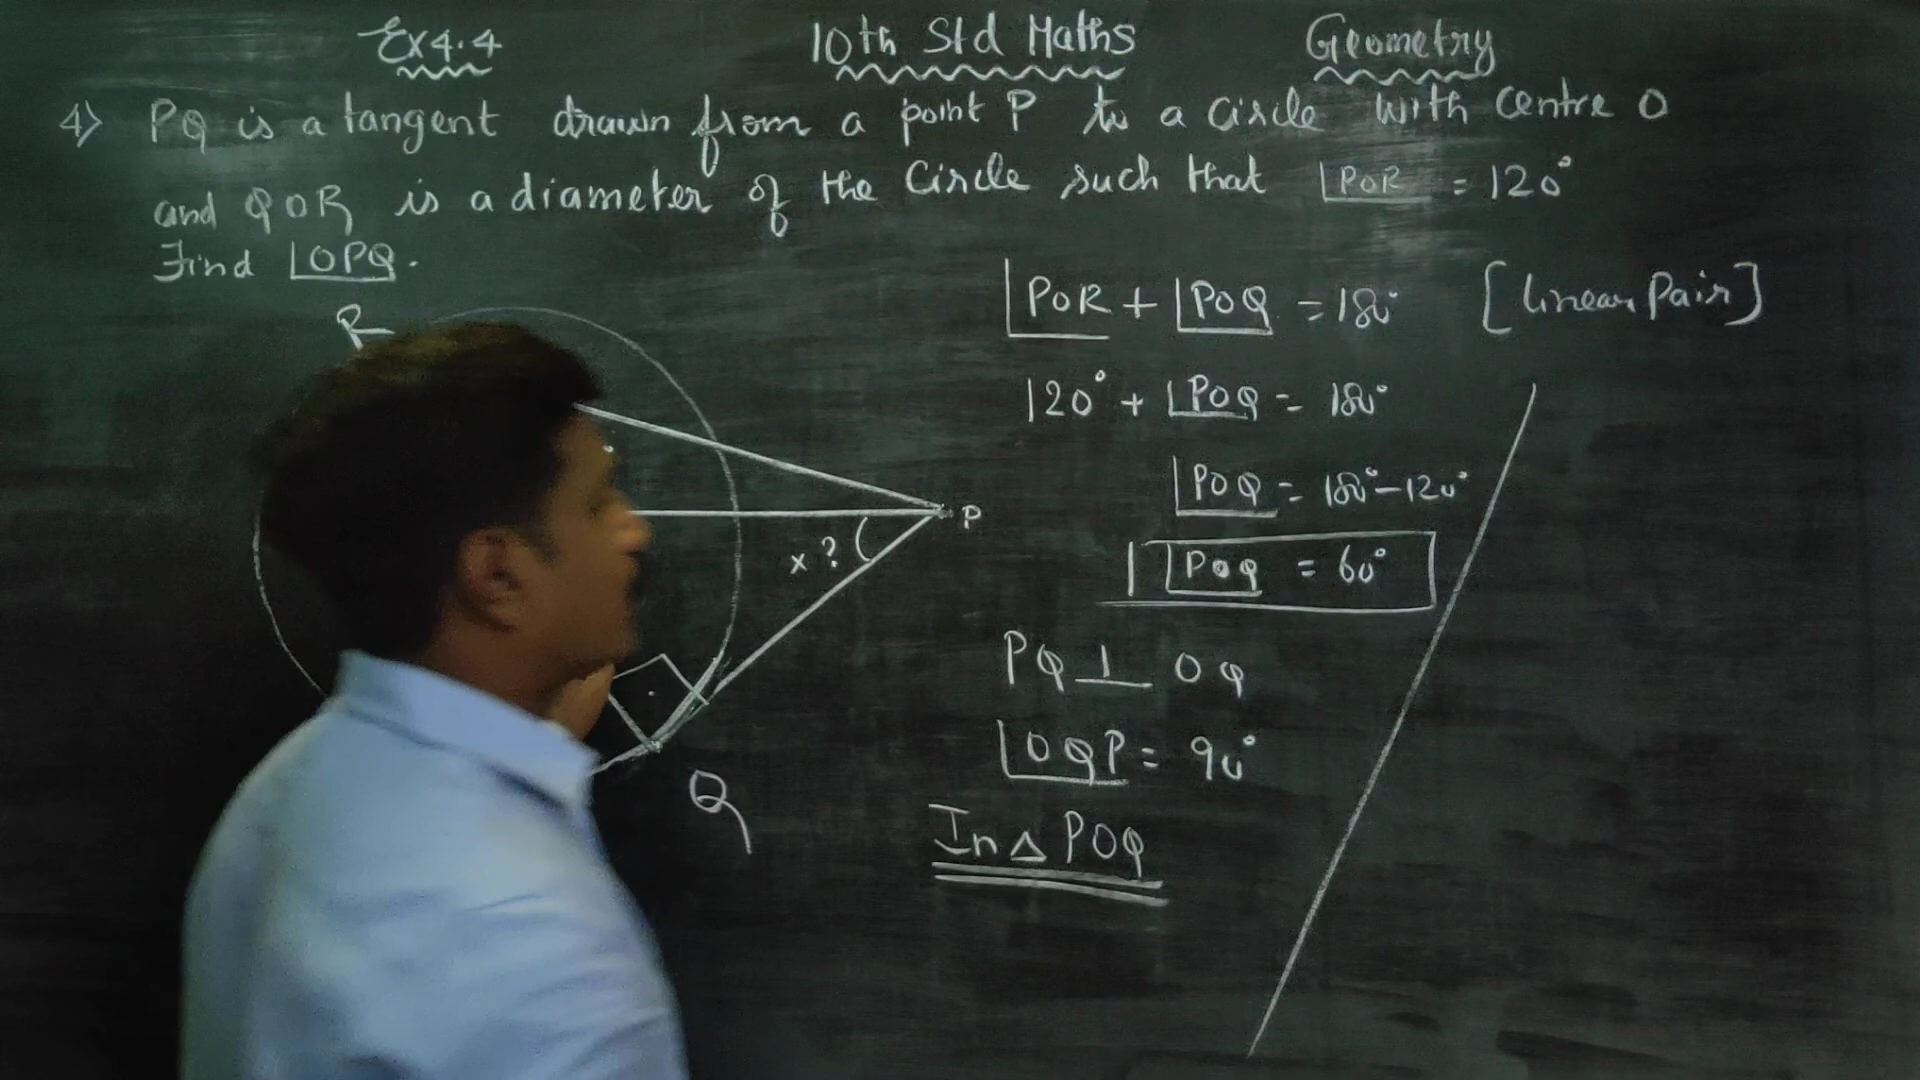 Ex 4.4 10th Std Maths Geometry
4) PQ is a tangent drawn from a point P to a circle with centre O
and QOR is a diameter of the circle such that ∠POR = 120°
Find ∠OPQ.
R
P
x ?
Q
∠POR + ∠POQ = 180° [linear Pair]
120° + ∠POQ = 180°
∠POQ = 180° - 120°
∠POQ = 60°
PQ ⊥ OQ
∠OQP = 90°
In Δ POQ